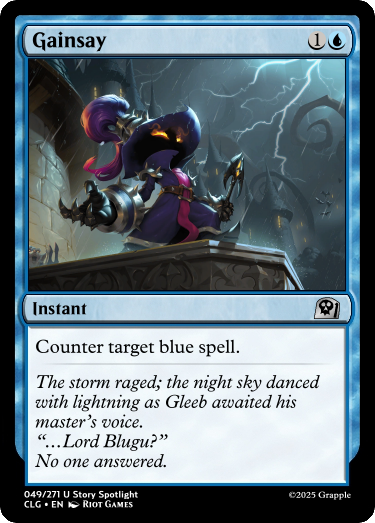 Gainsay 1
Instant
Counter target blue spell.
The storm raged; the night sky danced
with lightning as Gleeb awaited his
master's voice.
“…Lord Blugu?”
No one answered.
049/271 U Story Spotlight
CLG • EN Riot Games
©2025 Grapple